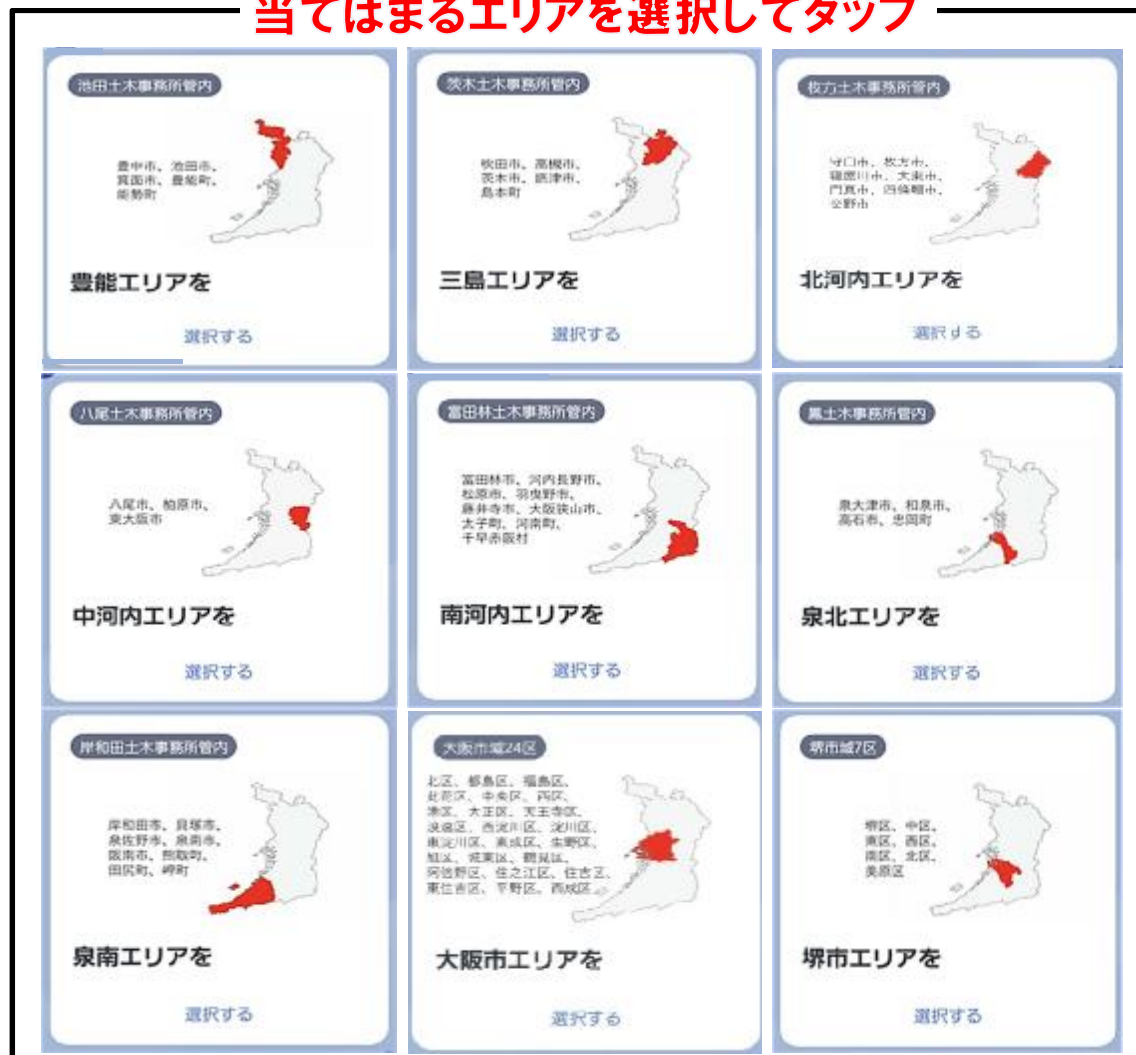 当てはまるエリアを選択してタップ
池田土木事務所管内
豊中市、池田市、
箕面市、豊能町、
能勢町
豊能エリアを
選択する
茨木土木事務所管内
吹田市、高槻市、
茨木市、摂津市、
島本町
三島エリアを
選択する
枚方土木事務所管内
守口市、枚方市、
寝屋川市、大東市、
門真市、四條畷市、
交野市
北河内エリアを
選択する
八尾土木事務所管内
八尾市、柏原市、
東大阪市
中河内エリアを
選択する
富田林土木事務所管内
富田林市、河内長野市、
松原市、羽曳野市、
藤井寺市、大阪狭山市、
太子町、河南町、
千早赤阪村
南河内エリアを
選択する
鳳土木事務所管内
泉大津市、和泉市、
高石市、忠岡町
泉北エリアを
選択する
岸和田土木事務所管内
岸和田市、貝塚市、
泉佐野市、泉南市、
阪南市、熊取町、
田尻町、岬町
泉南エリアを
選択する
大阪市域24区
北区、都島区、福島区、
此花区、中央区、西区、
港区、大正区、天王寺区、
浪速区、西淀川区、淀川区、
東淀川区、東成区、生野区、
旭区、城東区、鶴見区、
阿倍野区、住之江区、住吉区、
東住吉区、平野区、西成区
大阪市エリアを
選択する
堺市域7区
堺区、中区、
東区、西区、
南区、北区、
美原区
堺市エリアを
選択する